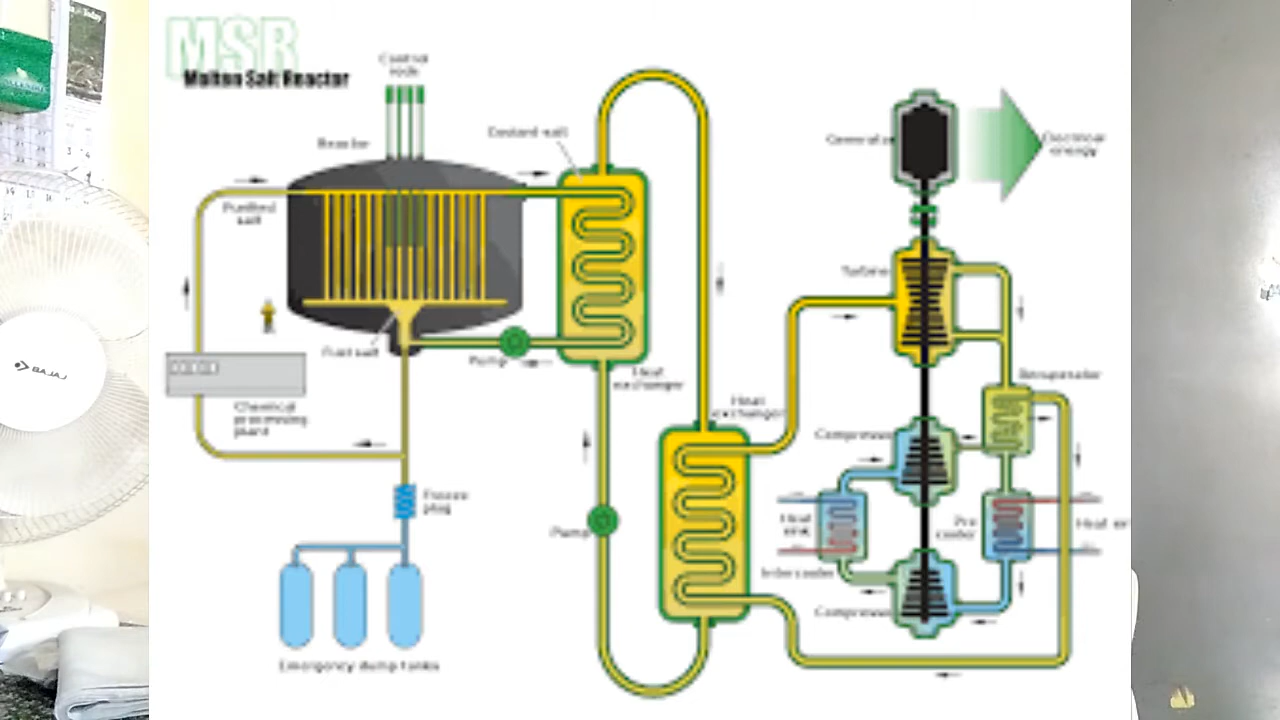 MSR
Molten Salt Reactor
Control
rods
Reactor
Coolant salt
Generator
Electrical
energy
Purified
salt
Turbine
Fuel salt
Pump
Heat
exchanger
Recuperator
Chemical
processing
plant
Heat
exchanger
Compressor
Freeze
plug
Pump
Heat
sink
Pre
cooler
Heat
Intercooler
Compressor
Emergency dump tanks
BAJAJ